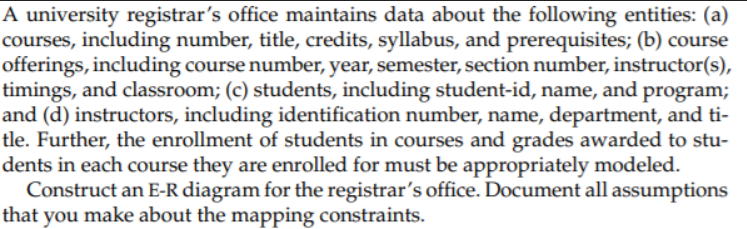 A university registrar’s office maintains data about the following entities: (a)
courses, including number, title, credits, syllabus, and prerequisites; (b) course
offerings, including course number, year, semester, section number, instructor(s),
timings, and classroom; (c) students, including student-id, name, and program;
and (d) instructors, including identification number, name, department, and ti-
tle. Further, the enrollment of students in courses and grades awarded to stu-
dents in each course they are enrolled for must be appropriately modeled.
Construct an E-R diagram for the registrar’s office. Document all assumptions
that you make about the mapping constraints.